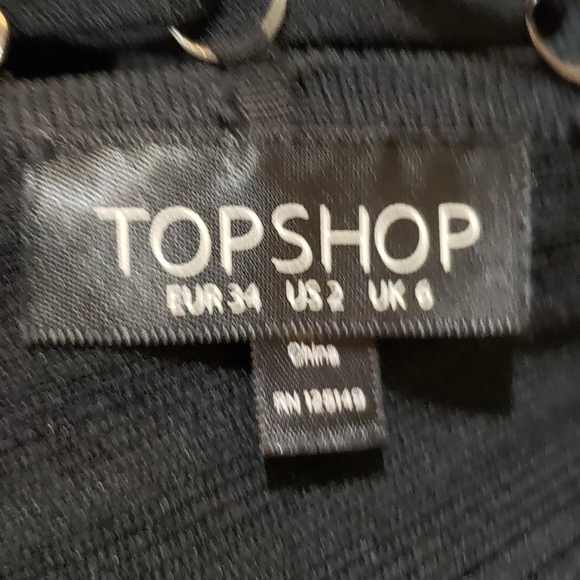 TOPSHOP
EUR 34 US 2 UK 6
China
RN 125149